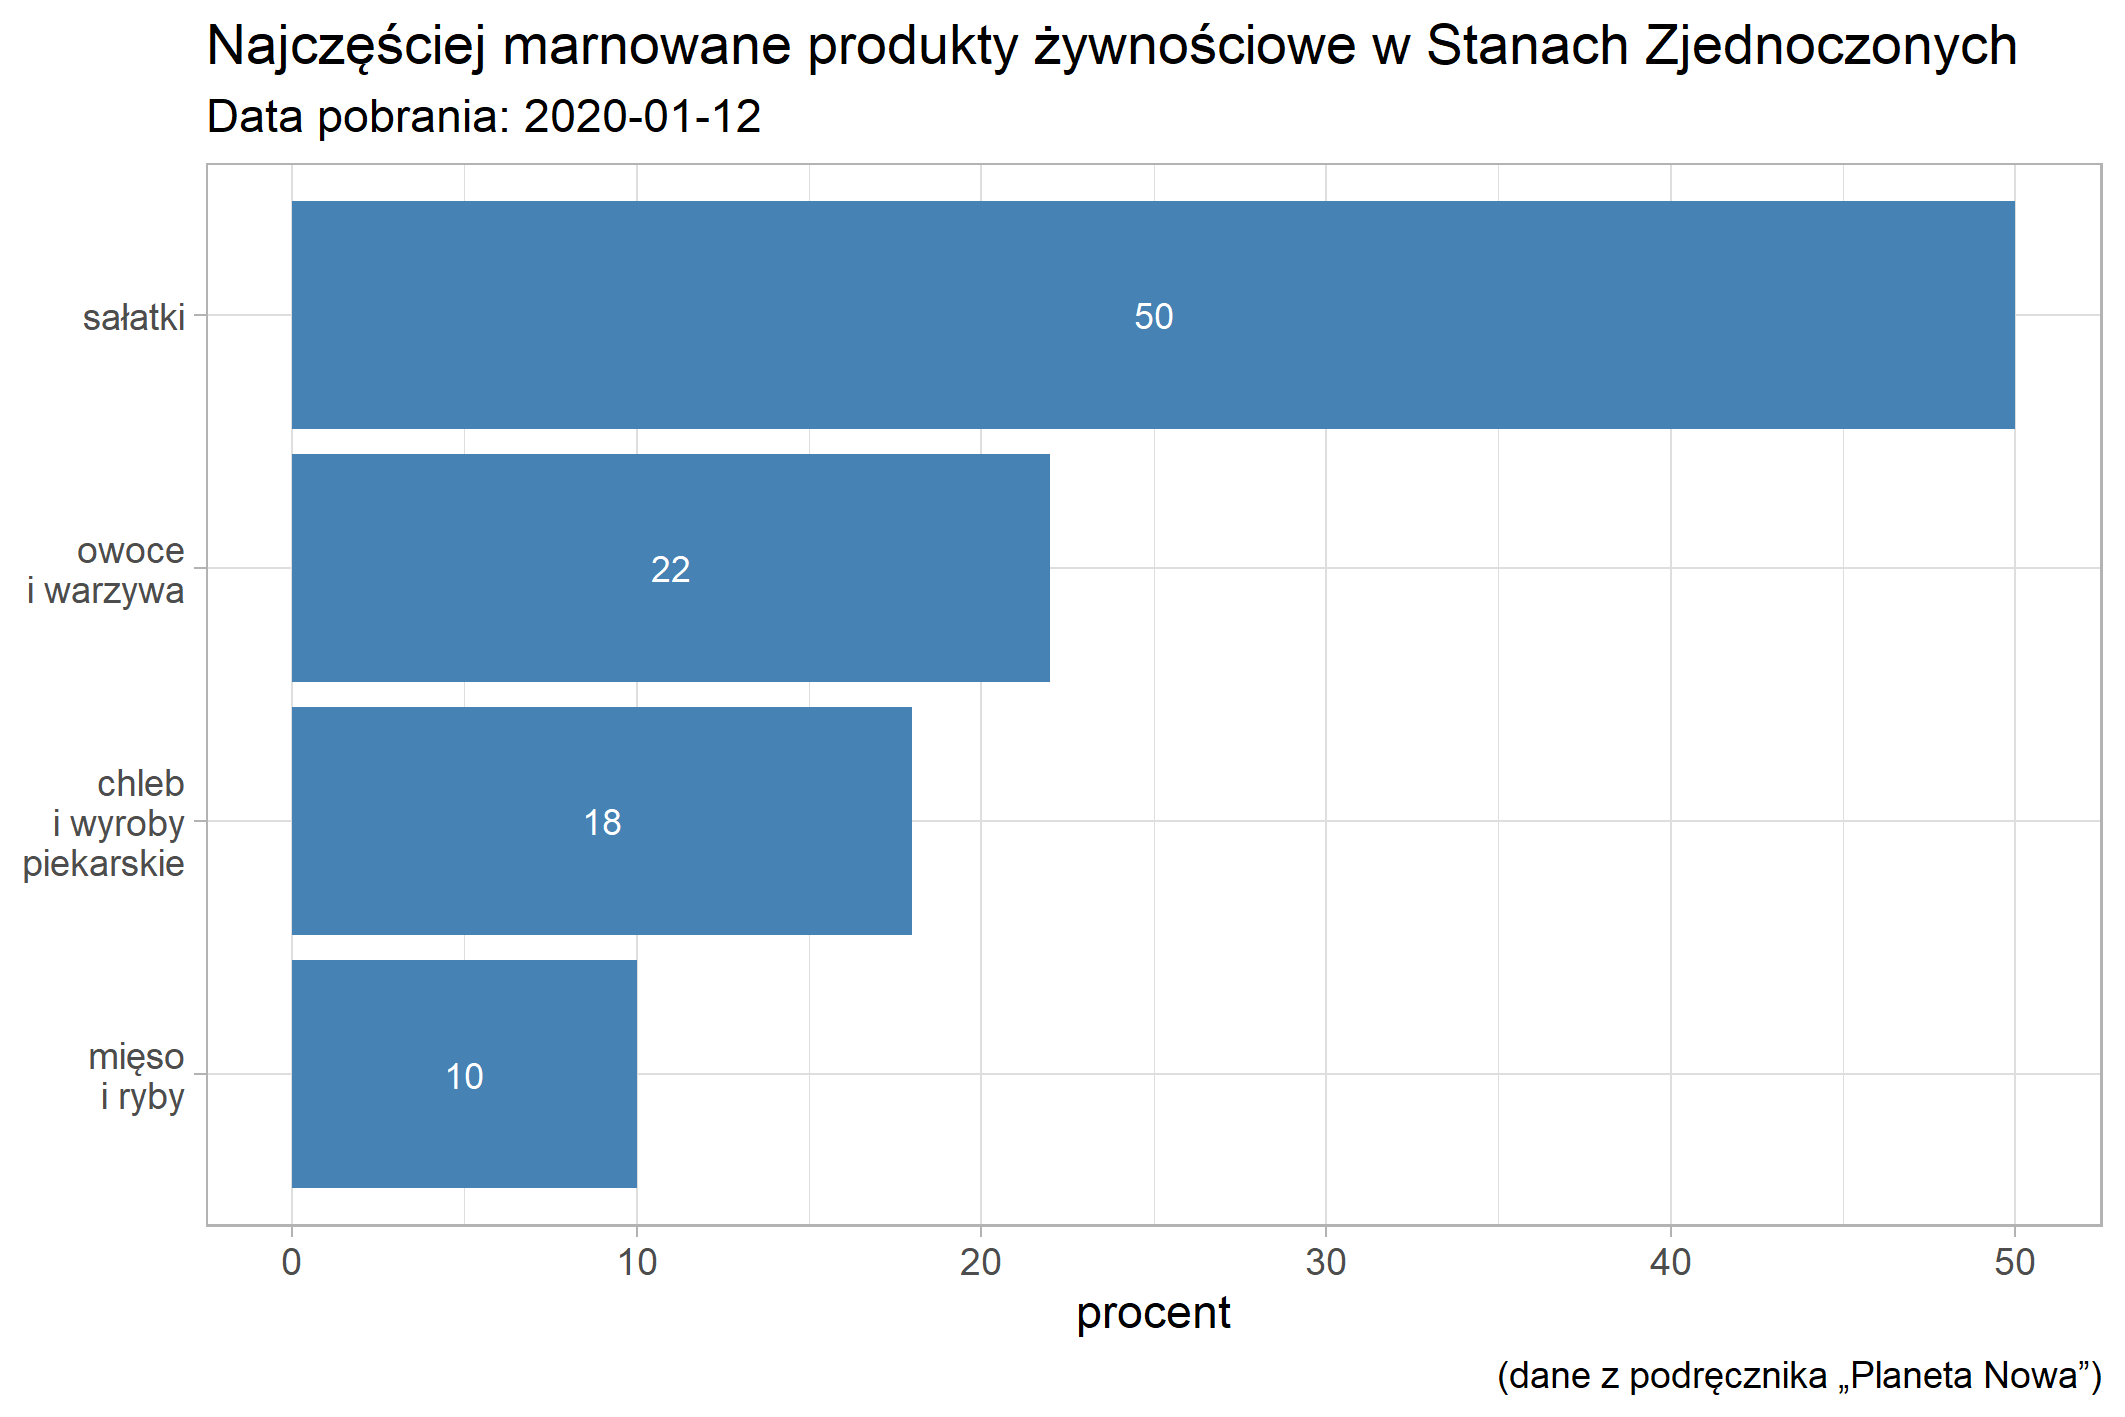 Najczęściej marnowane produkty żywnościowe w Stanach Zjednoczonych
Data pobrania: 2020-01-12
sałatki
50
owoce
i warzywa
22
chleb
i wyroby
piekarskie
18
mięso
i ryby
10
0 10 20 30 40 50
procent
(dane z podręcznika „Planeta Nowa”)